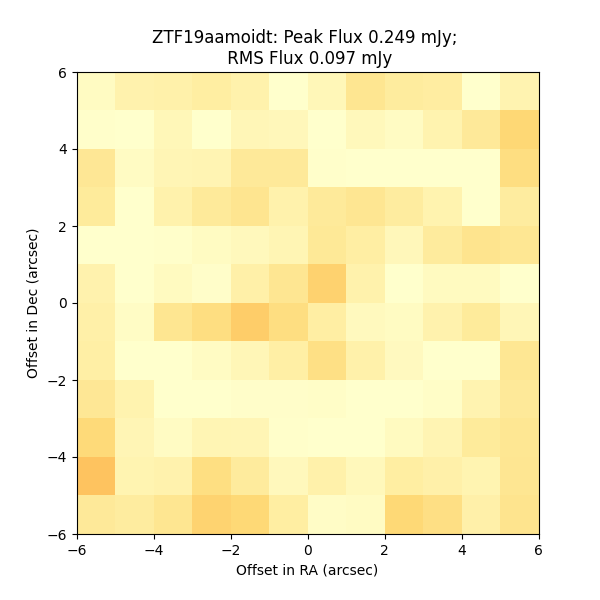 ZTF19aamoidt: Peak Flux 0.249 mJy;
RMS Flux 0.097 mJy
6
4
2
0
−2
−4
−6
Offset in Dec (arcsec)
−6 −4 −2 0 2 4 6
Offset in RA (arcsec)